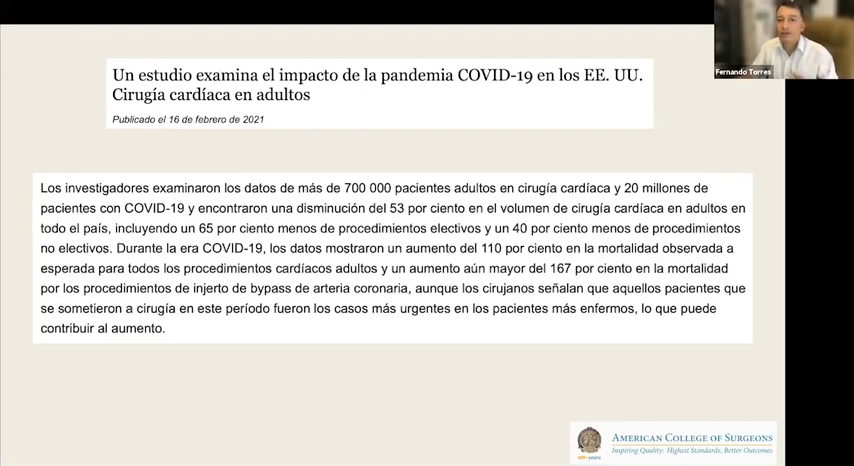 Un estudio examina el impacto de la pandemia COVID-19 en los EE. UU.
Cirugía cardíaca en adultos
Publicado el 16 de febrero de 2021
Los investigadores examinaron los datos de más de 700 000 pacientes adultos en cirugía cardíaca y 20 millones de
pacientes con COVID-19 y encontraron una disminución del 53 por ciento en el volumen de cirugía cardíaca en adultos en
todo el país, incluyendo un 65 por ciento menos de procedimientos electivos y un 40 por ciento menos de procedimientos
no electivos. Durante la era COVID-19, los datos mostraron un aumento del 110 por ciento en la mortalidad observada a
esperada para todos los procedimientos cardíacos adultos y un aumento aún mayor del 167 por ciento en la mortalidad
por los procedimientos de injerto de bypass de arteria coronaria, aunque los cirujanos señalan que aquellos pacientes que
se sometieron a cirugía en este período fueron los casos más urgentes en los pacientes más enfermos, lo que puede
contribuir al aumento.
Fernando Torres
AMERICAN COLLEGE OF SURGEONS
Inspiring Quality: Highest Standards, Better Outcomes
100+years